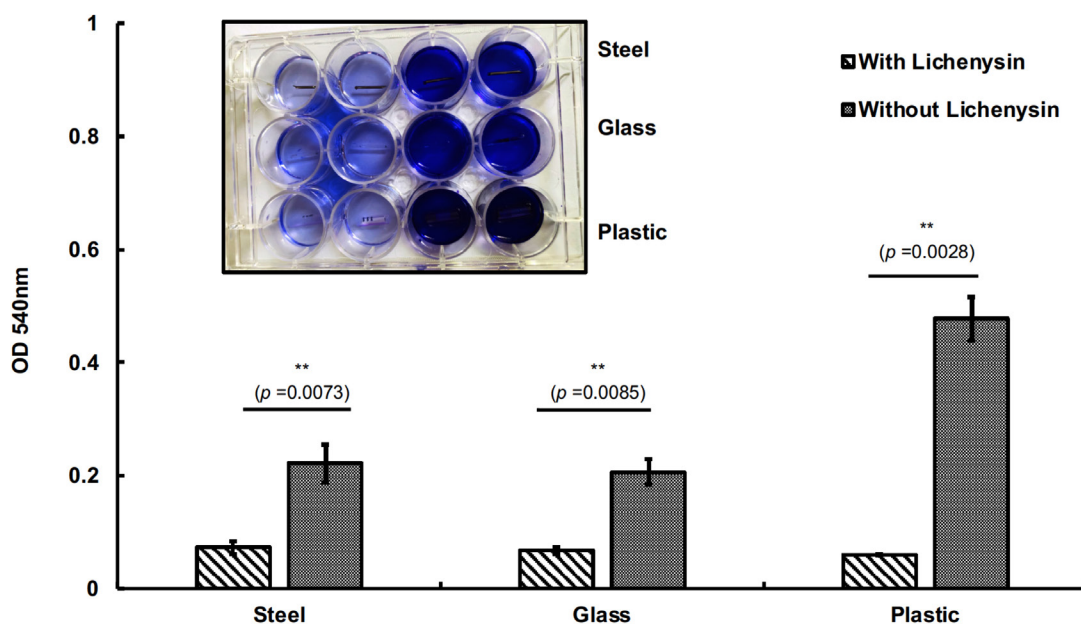 1
0.8
0.6
0.4
0.2
0
OD 540nm
Steel
Glass
Plastic
With Lichenysin
Without Lichenysin
**
(p =0.0073)
**
(p =0.0085)
**
(p =0.0028)
Steel
Glass
Plastic